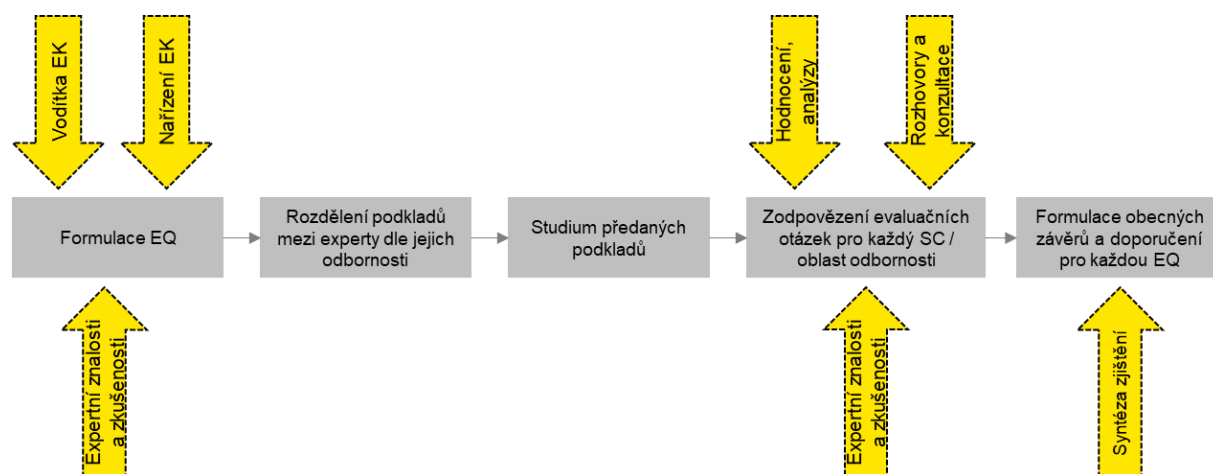 Vodítka EK
Nařízení EK
Hodnocení,
analýzy
Rozhovory a
konzultace
Formulace EQ
Rozdělení podkladů
mezi experty dle jejich
odbornosti
Studium předaných
podkladů
Zodpovězení evaluačních
otázek pro každý SC /
oblast odbornosti
Formulace obecných
závěrů a doporučení
pro každou EQ
Expertní znalosti
a zkušenosti
Expertní znalosti
a zkušenosti
Syntéza zjištění